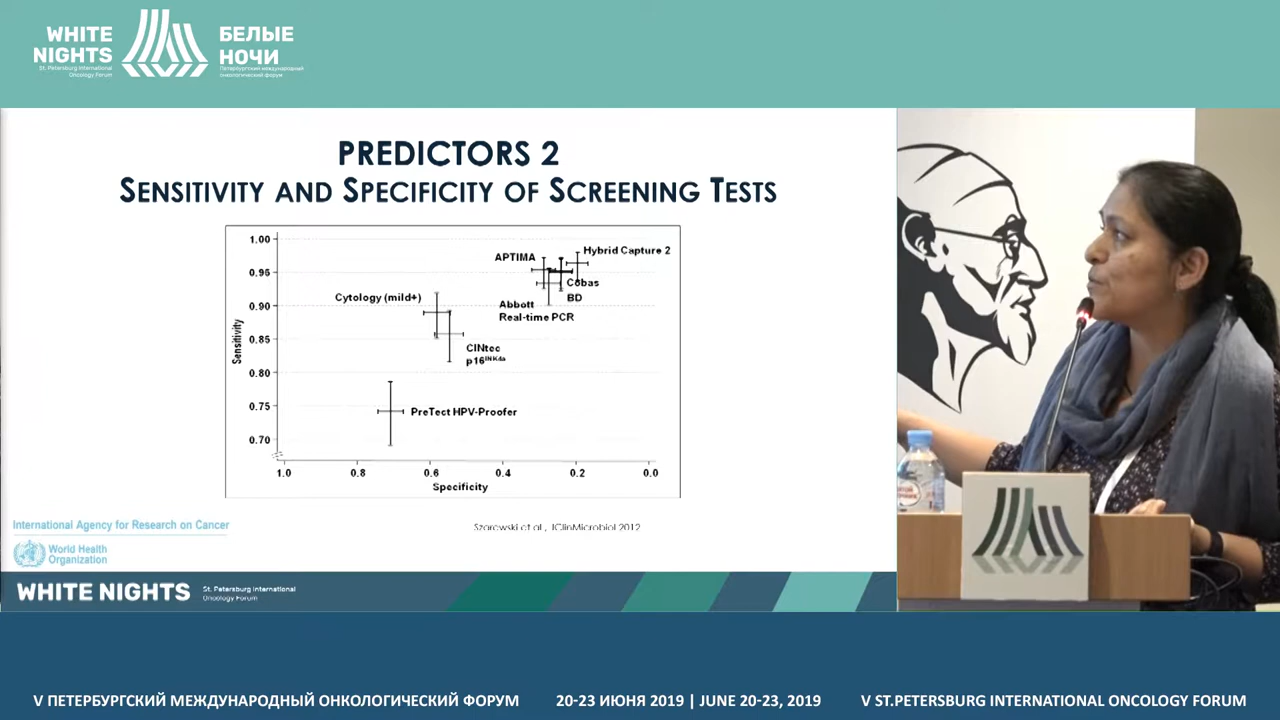 WHITE
NIGHTS
St. Petersburg International
Oncology Forum
БЕЛЫЕ
НОЧИ
Петербургский международный
онкологический форум
PREDICTORS 2
SENSITIVITY AND SPECIFICITY OF SCREENING TESTS
1.00
0.95
0.90
0.85
0.80
0.75
0.70
Sensitivity
Hybrid Capture 2
APTIMA
Cobas
BD
Cytology (mild+)
Abbott
Real-time PCR
CINtec
p16INK4a
PreTect HPV-Proofer
1.0 0.8 0.6 0.4 0.2 0.0
Specificity
International Agency for Research on Cancer
World Health
Organization
Szarewski et al., JClinMicrobiol 2012
WHITE NIGHTS
St. Petersburg International
Oncology Forum
V ПЕТЕРБУРГСКИЙ МЕЖДУНАРОДНЫЙ ОНКОЛОГИЧЕСКИЙ ФОРУМ
20-23 ИЮНЯ 2019 | JUNE 20-23, 2019
V ST.PETERSBURG INTERNATIONAL ONCOLOGY FORUM